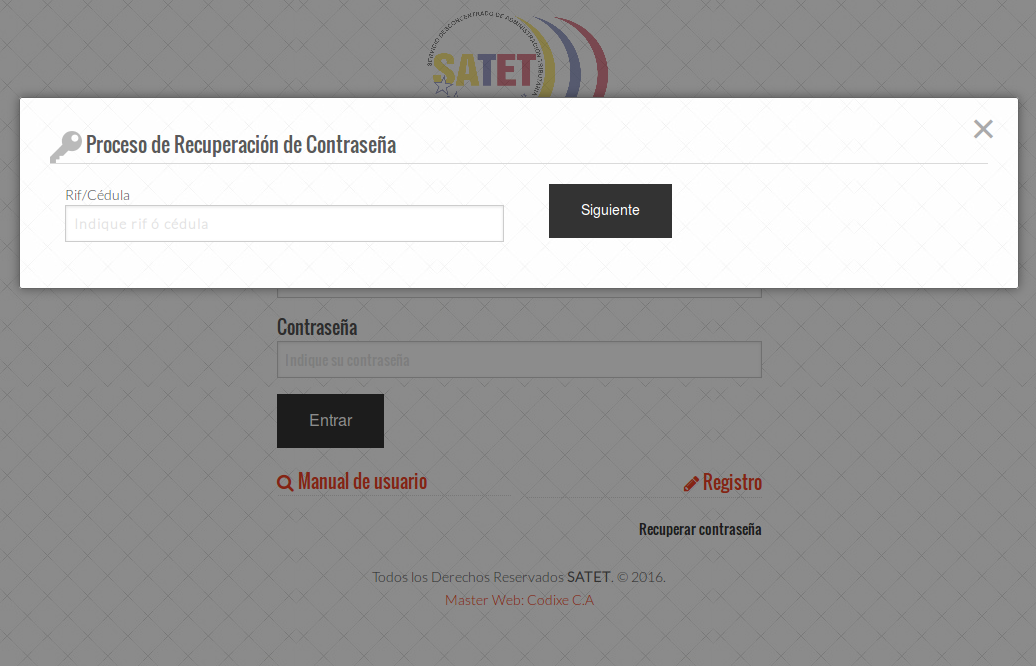 SERVICIO DESCONCENTRADO DE ADMINISTRACIÓN TRIBUTARIA
SATET
Proceso de Recuperación de Contraseña
×
Rif/Cédula
Indique rif ó cédula
Siguiente
Contraseña
Indique su contraseña
Entrar
Manual de usuario
Registro
Recuperar contraseña
Todos los Derechos Reservados SATET. © 2016.
Master Web: Codixe C.A